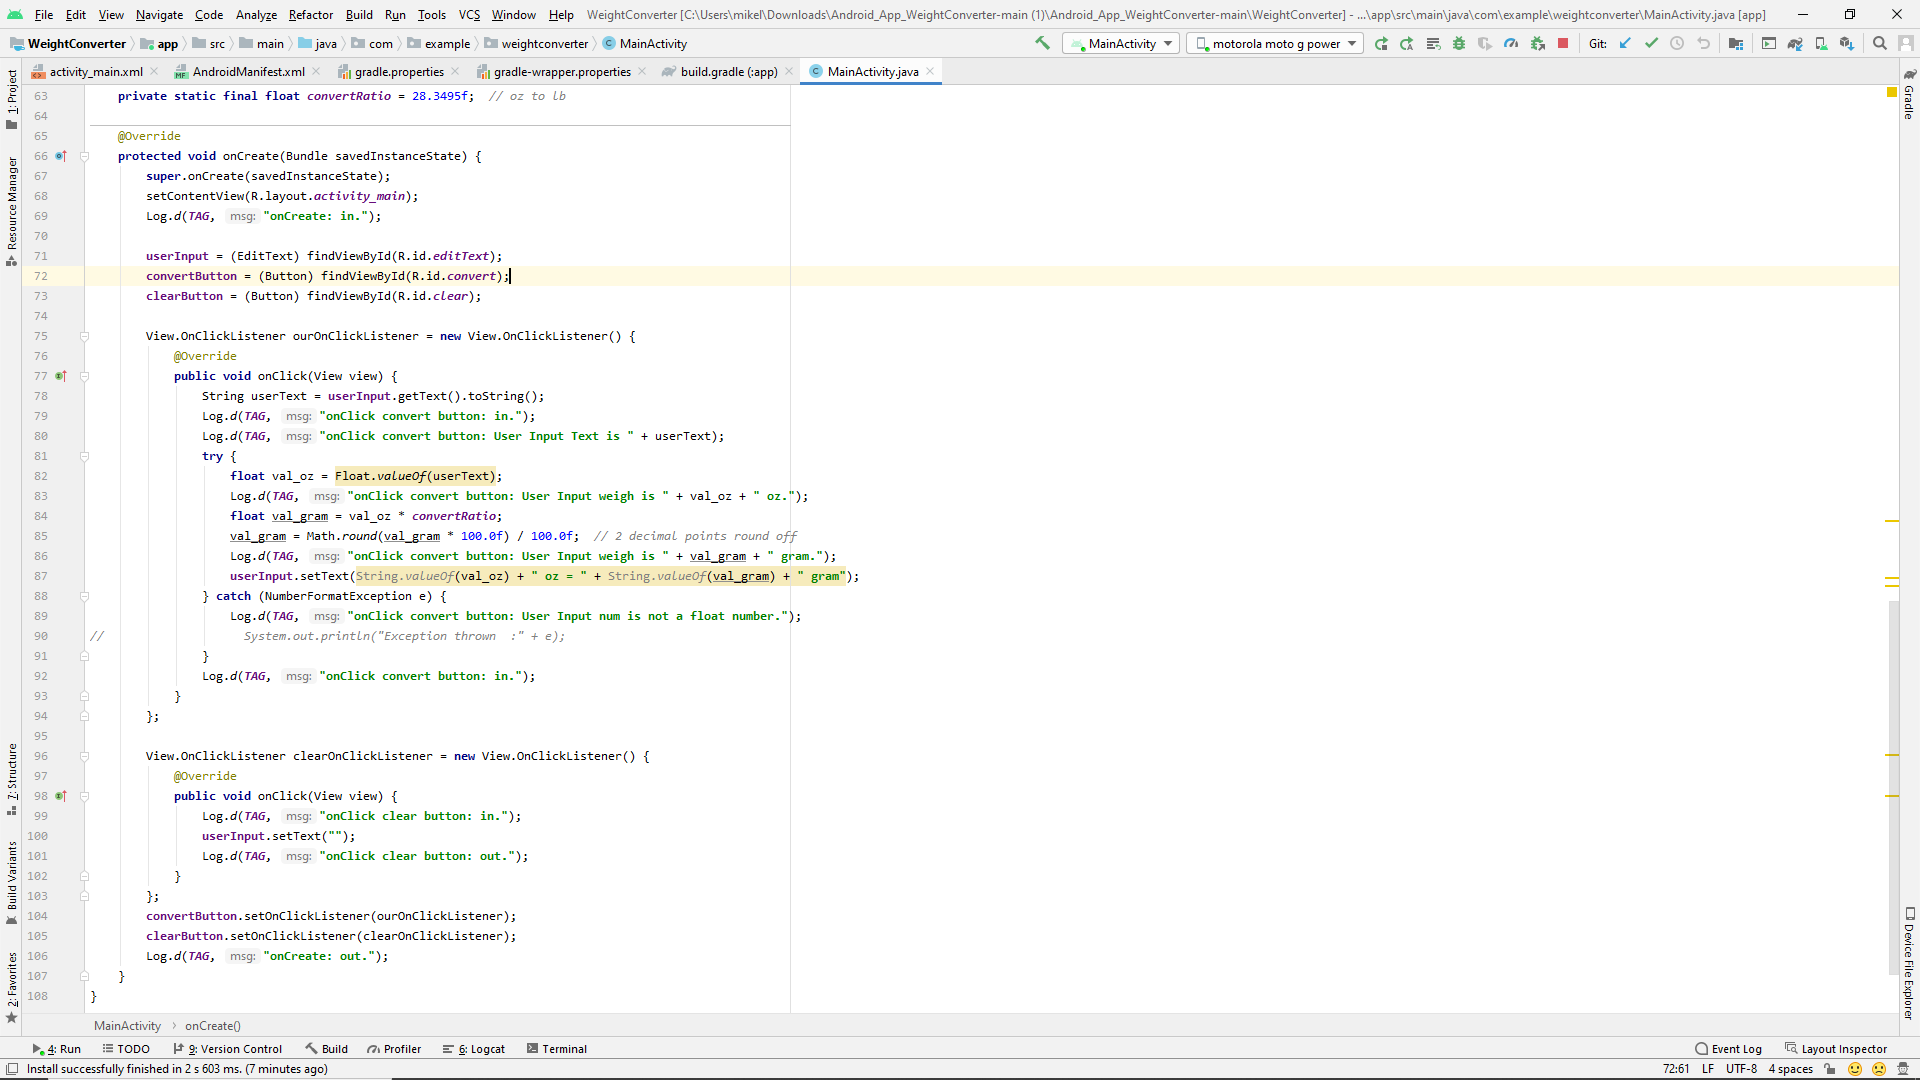 File Edit View Navigate Code Analyze Refactor Build Run Tools VCS Window Help WeightConverter [C:\Users\mikel\Downloads\Android_App_WeightConverter-main (1)\Android_App_WeightConverter-main\WeightConverter] - ...\app\src\main\java\com\example\weightconverter\MainActivity.java [app]
WeightConverter app src main java com example weightconverter MainActivity MainActivity motorola moto g power Git:
activity_main.xml AndroidManifest.xml gradle.properties gradle-wrapper.properties build.gradle (:app) MainActivity.java
1: Project
Resource Manager
7: Structure
Build Variants
2: Favorites
63 private static final float convertRatio = 28.3495f; // oz to lb
64
65 @Override
66 protected void onCreate(Bundle savedInstanceState) {
67 super.onCreate(savedInstanceState);
68 setContentView(R.layout.activity_main);
69 Log.d(TAG, msg: "onCreate: in.");
70
71 userInput = (EditText) findViewById(R.id.editText);
72 convertButton = (Button) findViewById(R.id.convert);
73 clearButton = (Button) findViewById(R.id.clear);
74
75 View.OnClickListener ourOnClickListener = new View.OnClickListener() {
76 @Override
77 public void onClick(View view) {
78 String userText = userInput.getText().toString();
79 Log.d(TAG, msg: "onClick convert button: in.");
80 Log.d(TAG, msg: "onClick convert button: User Input Text is " + userText);
81 try {
82 float val_oz = Float.valueOf(userText);
83 Log.d(TAG, msg: "onClick convert button: User Input weigh is " + val_oz + " oz.");
84 float val_gram = val_oz * convertRatio;
85 val_gram = Math.round(val_gram * 100.0f) / 100.0f; // 2 decimal points round off
86 Log.d(TAG, msg: "onClick convert button: User Input weigh is " + val_gram + " gram.");
87 userInput.setText(String.valueOf(val_oz) + " oz = " + String.valueOf(val_gram) + " gram");
88 } catch (NumberFormatException e) {
89 Log.d(TAG, msg: "onClick convert button: User Input num is not a float number.");
90 // System.out.println("Exception thrown  :" + e);
91 }
92 Log.d(TAG, msg: "onClick convert button: in.");
93 }
94 };
95
96 View.OnClickListener clearOnClickListener = new View.OnClickListener() {
97 @Override
98 public void onClick(View view) {
99 Log.d(TAG, msg: "onClick clear button: in.");
100 userInput.setText("");
101 Log.d(TAG, msg: "onClick clear button: out.");
102 }
103 };
104 convertButton.setOnClickListener(ourOnClickListener);
105 clearButton.setOnClickListener(clearOnClickListener);
106 Log.d(TAG, msg: "onCreate: out.");
107 }
108 }
Gradle
Device File Explorer
MainActivity › onCreate()
4: Run TODO 9: Version Control Build Profiler 6: Logcat Terminal Event Log Layout Inspector
Install successfully finished in 2 s 603 ms. (7 minutes ago) 72:61 LF UTF-8 4 spaces